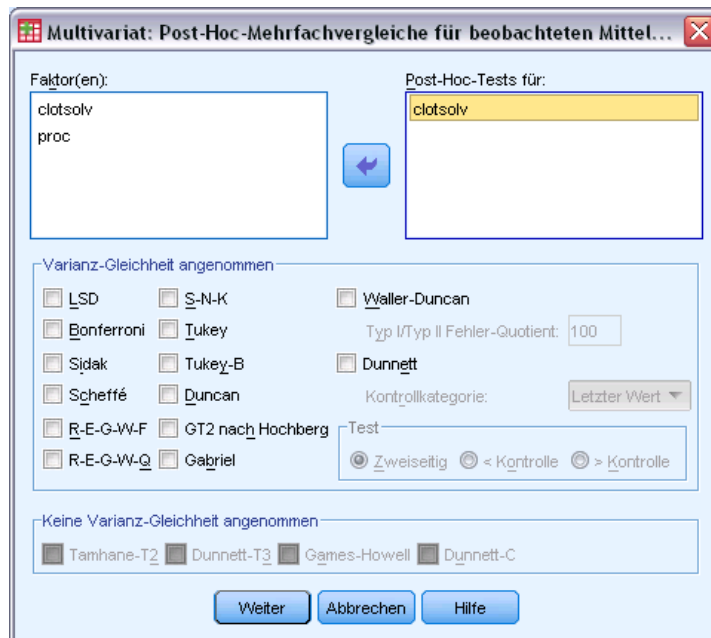 Multivariat: Post-Hoc-Mehrfachvergleiche für beobachteten Mittel...
Faktor(en):
clotsolv
proc
Post-Hoc-Tests für:
clotsolv
Varianz-Gleichheit angenommen
LSD
S-N-K
Waller-Duncan
Bonferroni
Tukey
Typ I/Typ II Fehler-Quotient: 100
Sidak
Tukey-B
Dunnett
Scheffé
Duncan
Kontrollkategorie: Letzter Wert
R-E-G-W-F
GT2 nach Hochberg
Test
R-E-G-W-Q
Gabriel
Zweiseitig < Kontrolle > Kontrolle
Keine Varianz-Gleichheit angenommen
Tamhane-T2 Dunnett-T3 Games-Howell Dunnett-C
Weiter Abbrechen Hilfe